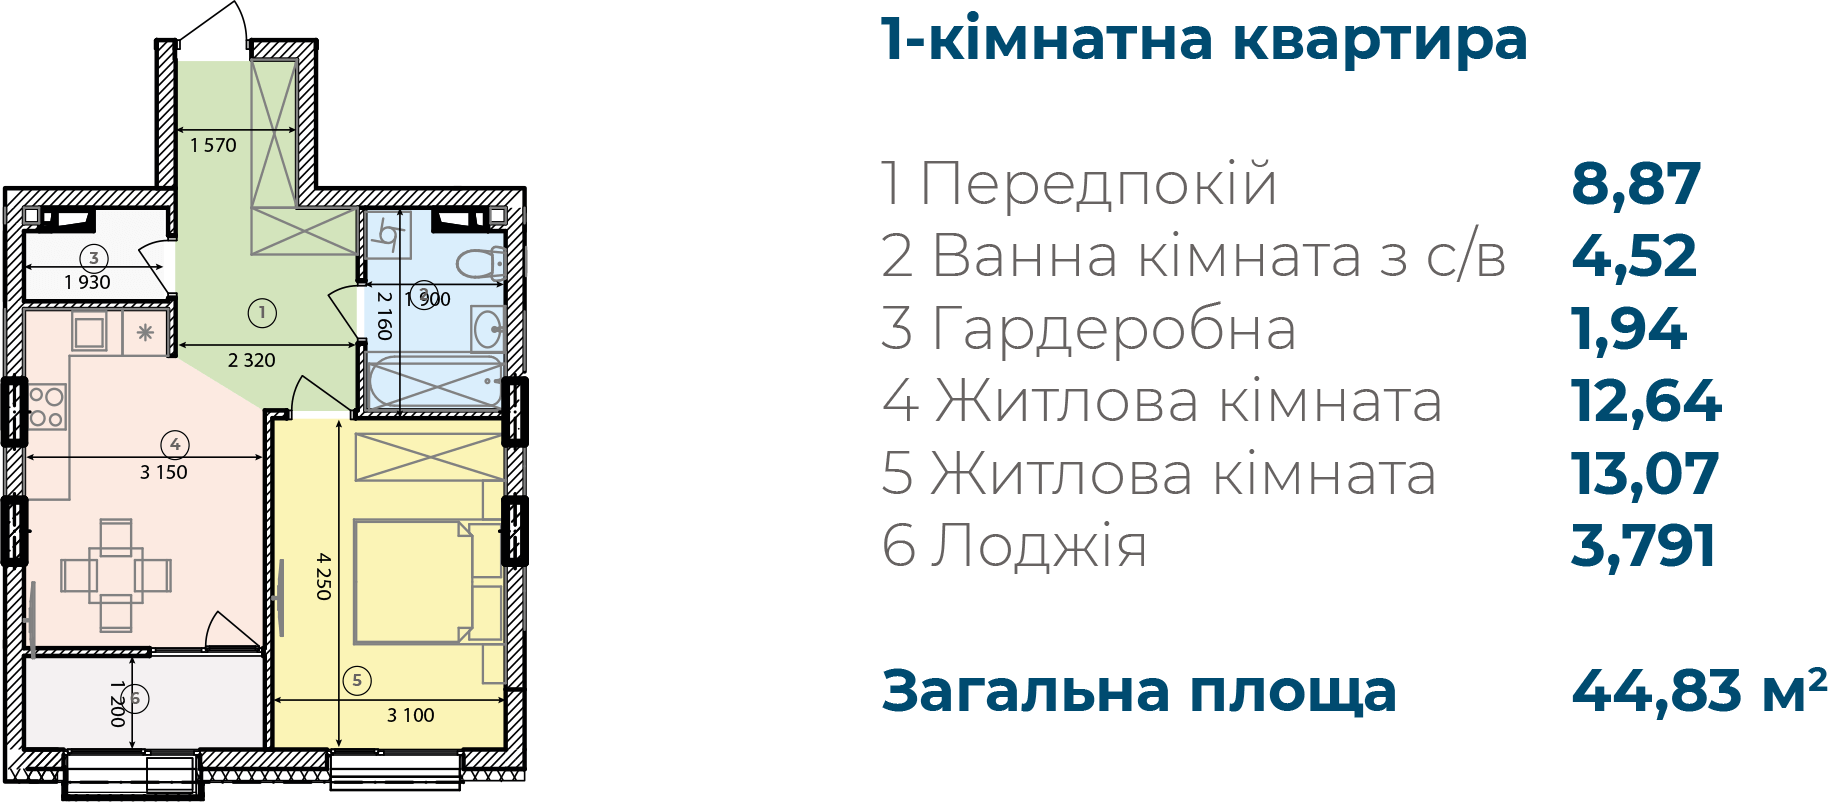 1-кімнатна квартира
1 Передпокій 8,87
2 Ванна кімната з с/в 4,52
3 Гардеробна 1,94
4 Житлова кімната 12,64
5 Житлова кімната 13,07
6 Лоджія 3,791
Загальна площа 44,83 м²
1 570
3
1 930
2
1 900
2 160
1
2 320
4
3 150
4 250
5
3 100
6
1 200